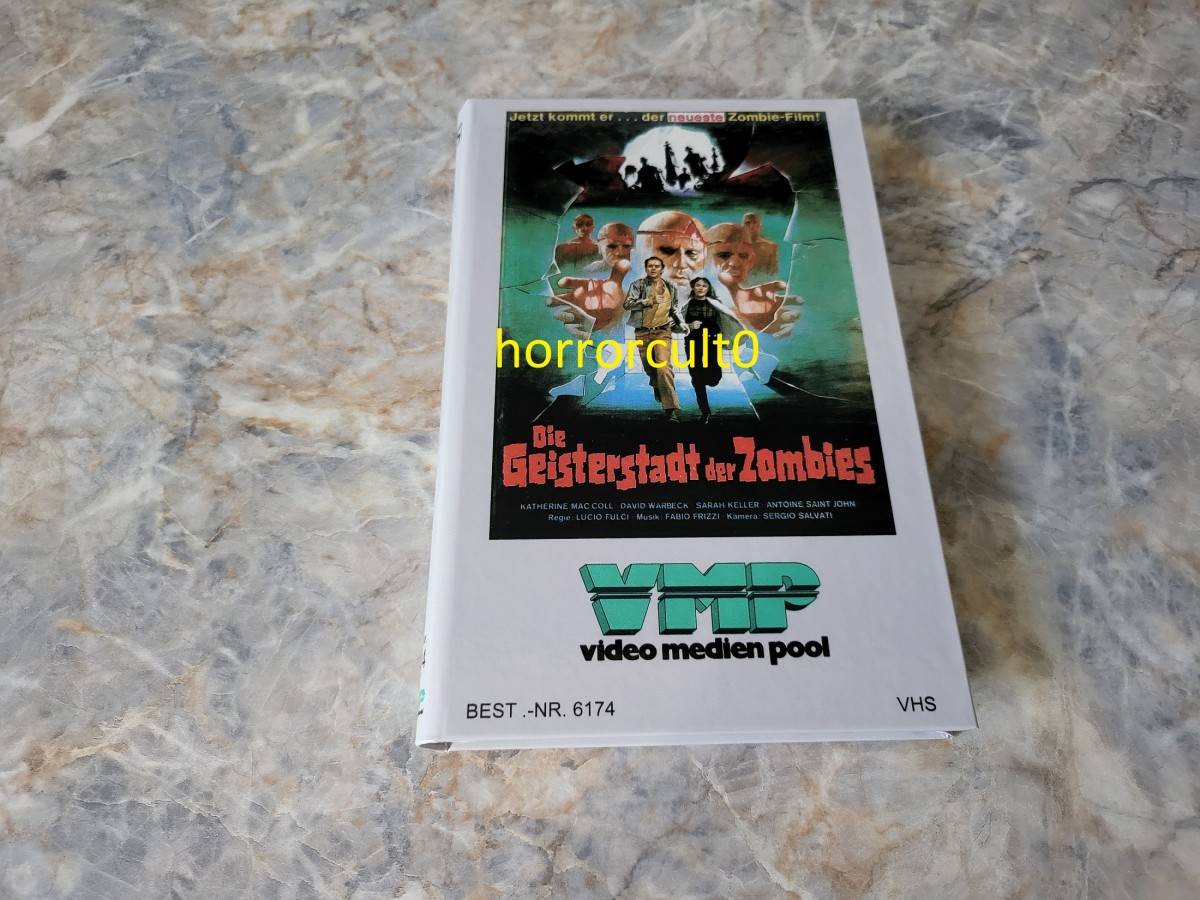 Jetzt kommt er . . . der neueste Zombie-Film!
horrorcult0
Die
Geisterstadt der Zombies
KATHERINE MAC COLL DAVID WARBECK SARAH KELLER ANTOINE SAINT JOHN
Regie: LUCIO FULCI Musik: FABIO FRIZZI Kamera: SERGIO SALVATI
VMP
video medien pool
BEST .-NR. 6174
VHS